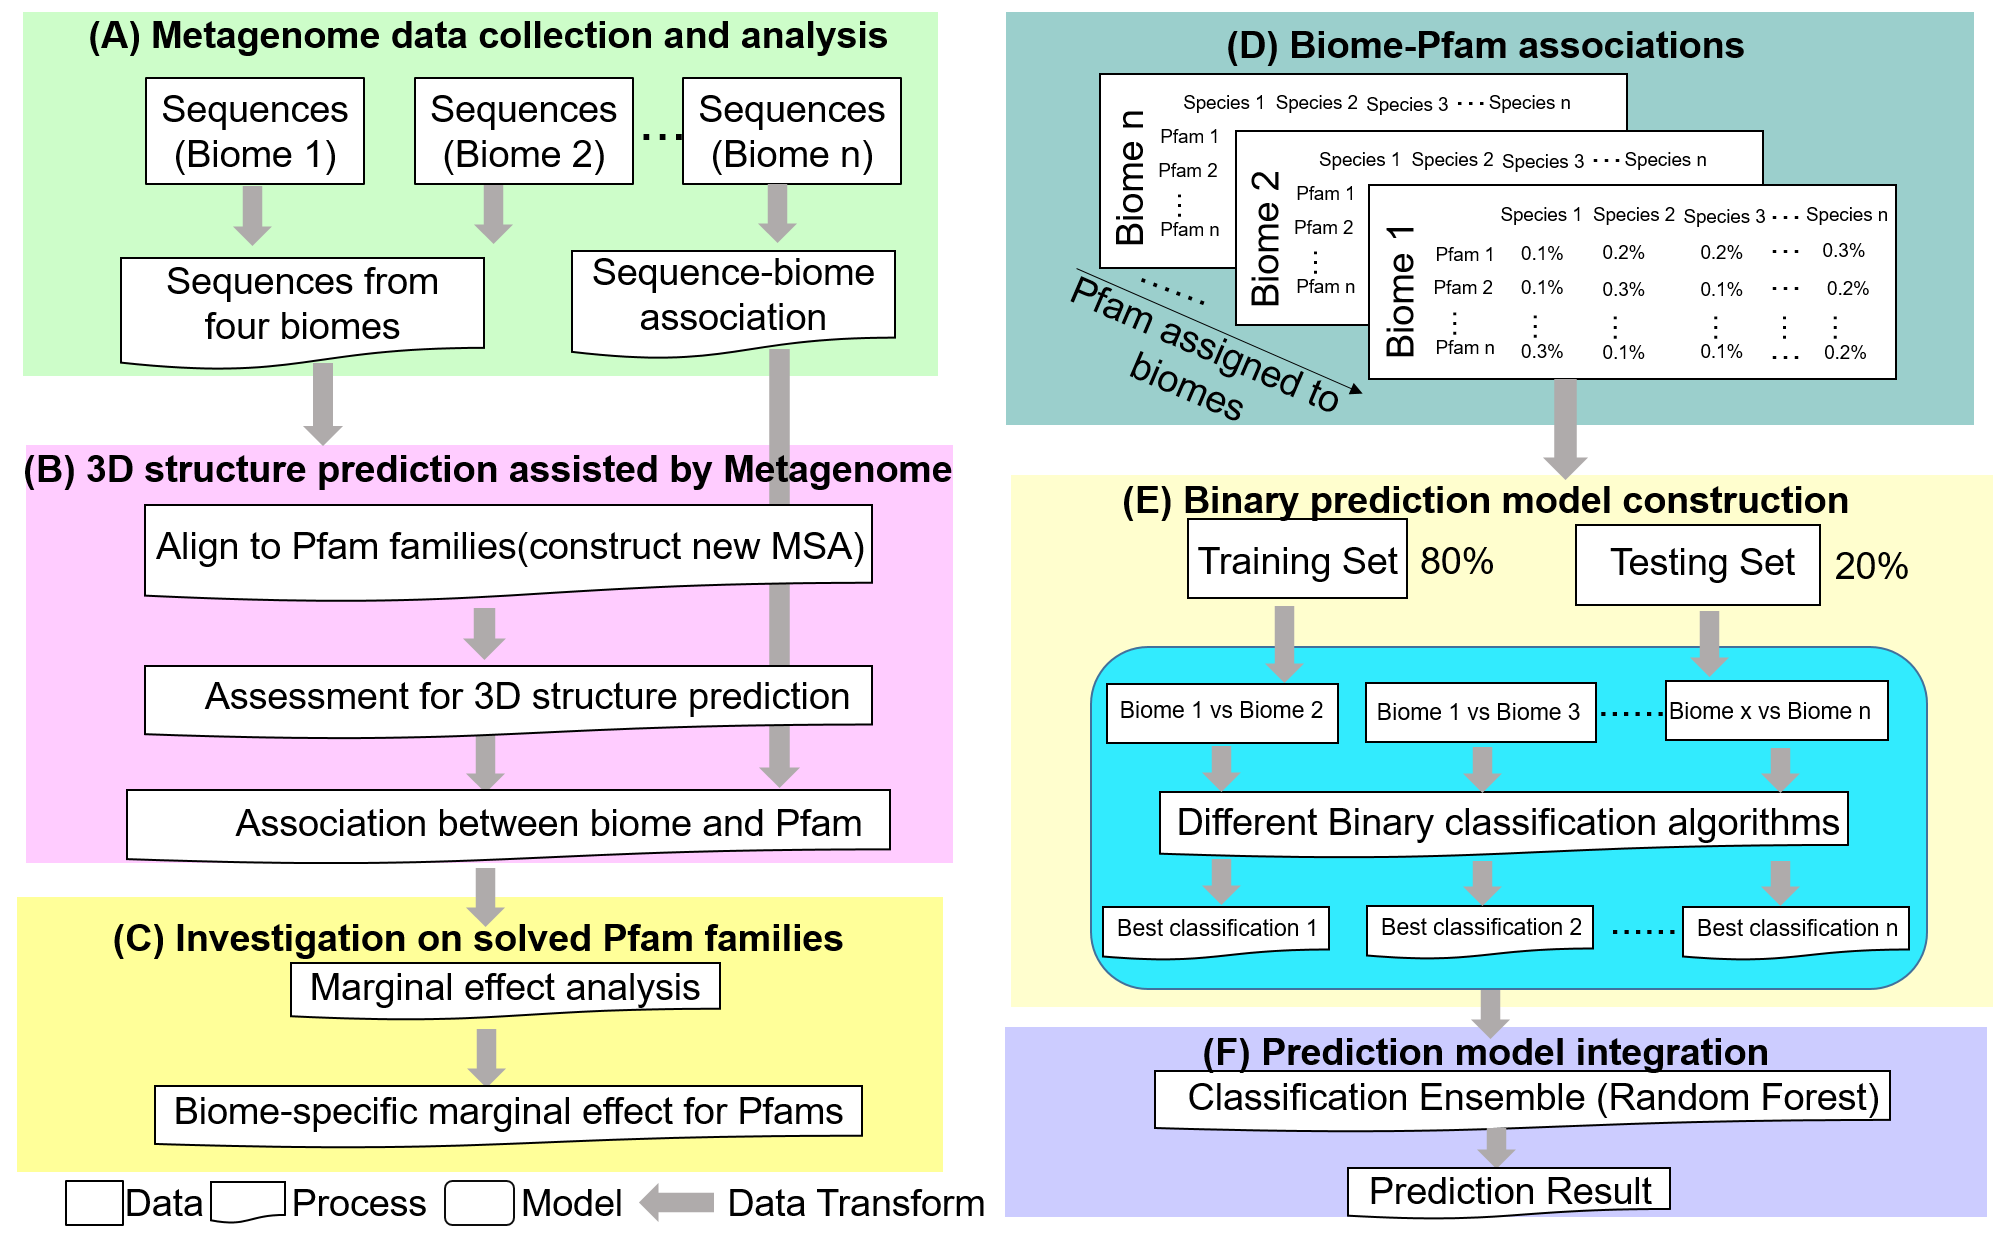 (A) Metagenome data collection and analysis
Sequences
(Biome 1)
Sequences
(Biome 2)
...
Sequences
(Biome n)
Sequences from
four biomes
Sequence-biome
association
(B) 3D structure prediction assisted by Metagenome
Align to Pfam families(construct new MSA)
Assessment for 3D structure prediction
Association between biome and Pfam
(C) Investigation on solved Pfam families
Marginal effect analysis
Biome-specific marginal effect for Pfams
Data
Process
Model
Data Transform
(D) Biome-Pfam associations
Biome n
Species 1 Species 2 Species 3 ... Species n
Pfam 1
Pfam 2
...
Pfam n
Biome 2
Species 1 Species 2 Species 3 ... Species n
Pfam 1
Pfam 2
...
Pfam n
Biome 1
Species 1 Species 2 Species 3 ... Species n
Pfam 1 0.1% 0.2% 0.2% ... 0.3%
Pfam 2 0.1% 0.3% 0.1% ... 0.2%
... ... ... ... ... ...
Pfam n 0.3% 0.1% 0.1% ... 0.2%
......
Pfam assigned to
biomes
(E) Binary prediction model construction
Training Set 80%
Testing Set 20%
Biome 1 vs Biome 2
Biome 1 vs Biome 3
......
Biome x vs Biome n
Different Binary classification algorithms
Best classification 1
Best classification 2
......
Best classification n
(F) Prediction model integration
Classification Ensemble (Random Forest)
Prediction Result